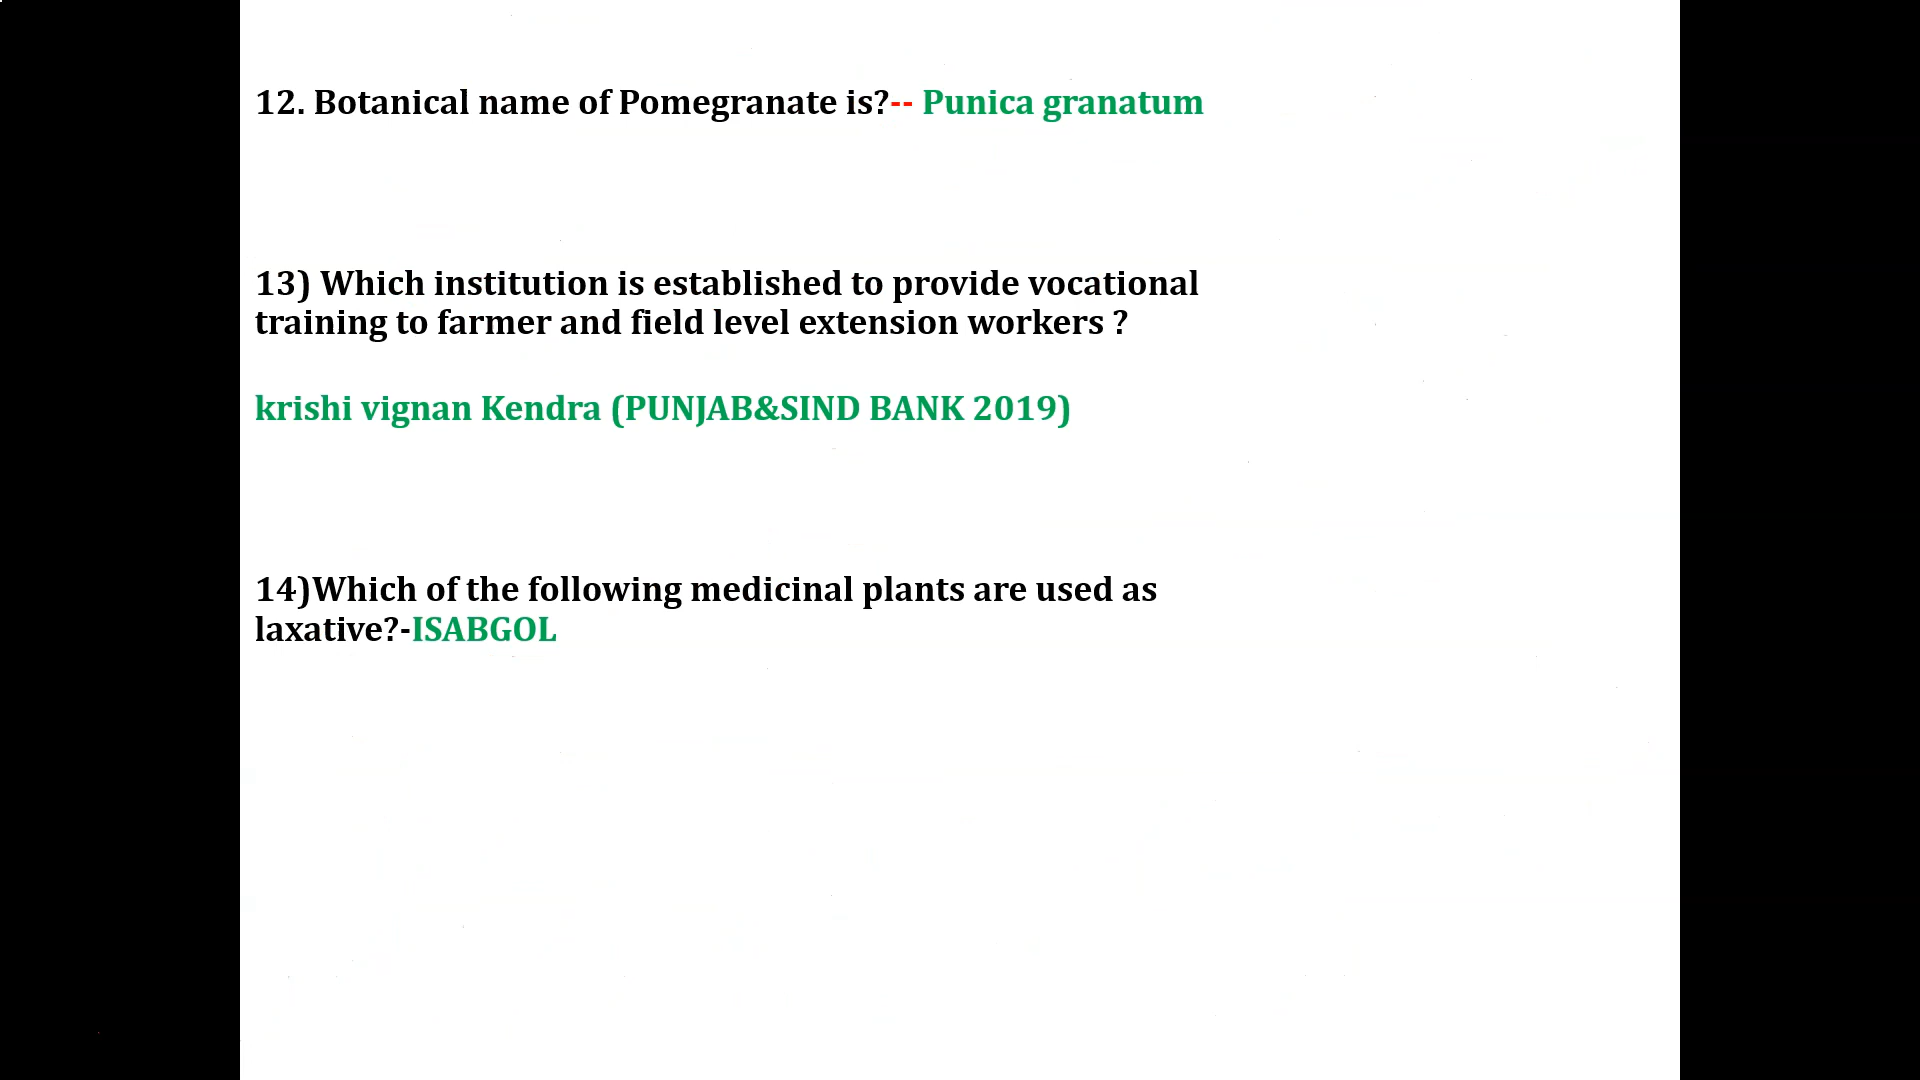 12. Botanical name of Pomegranate is?-- Punica granatum
13) Which institution is established to provide vocational
training to farmer and field level extension workers ?
krishi vignan Kendra (PUNJAB&SIND BANK 2019)
14)Which of the following medicinal plants are used as
laxative?-ISABGOL